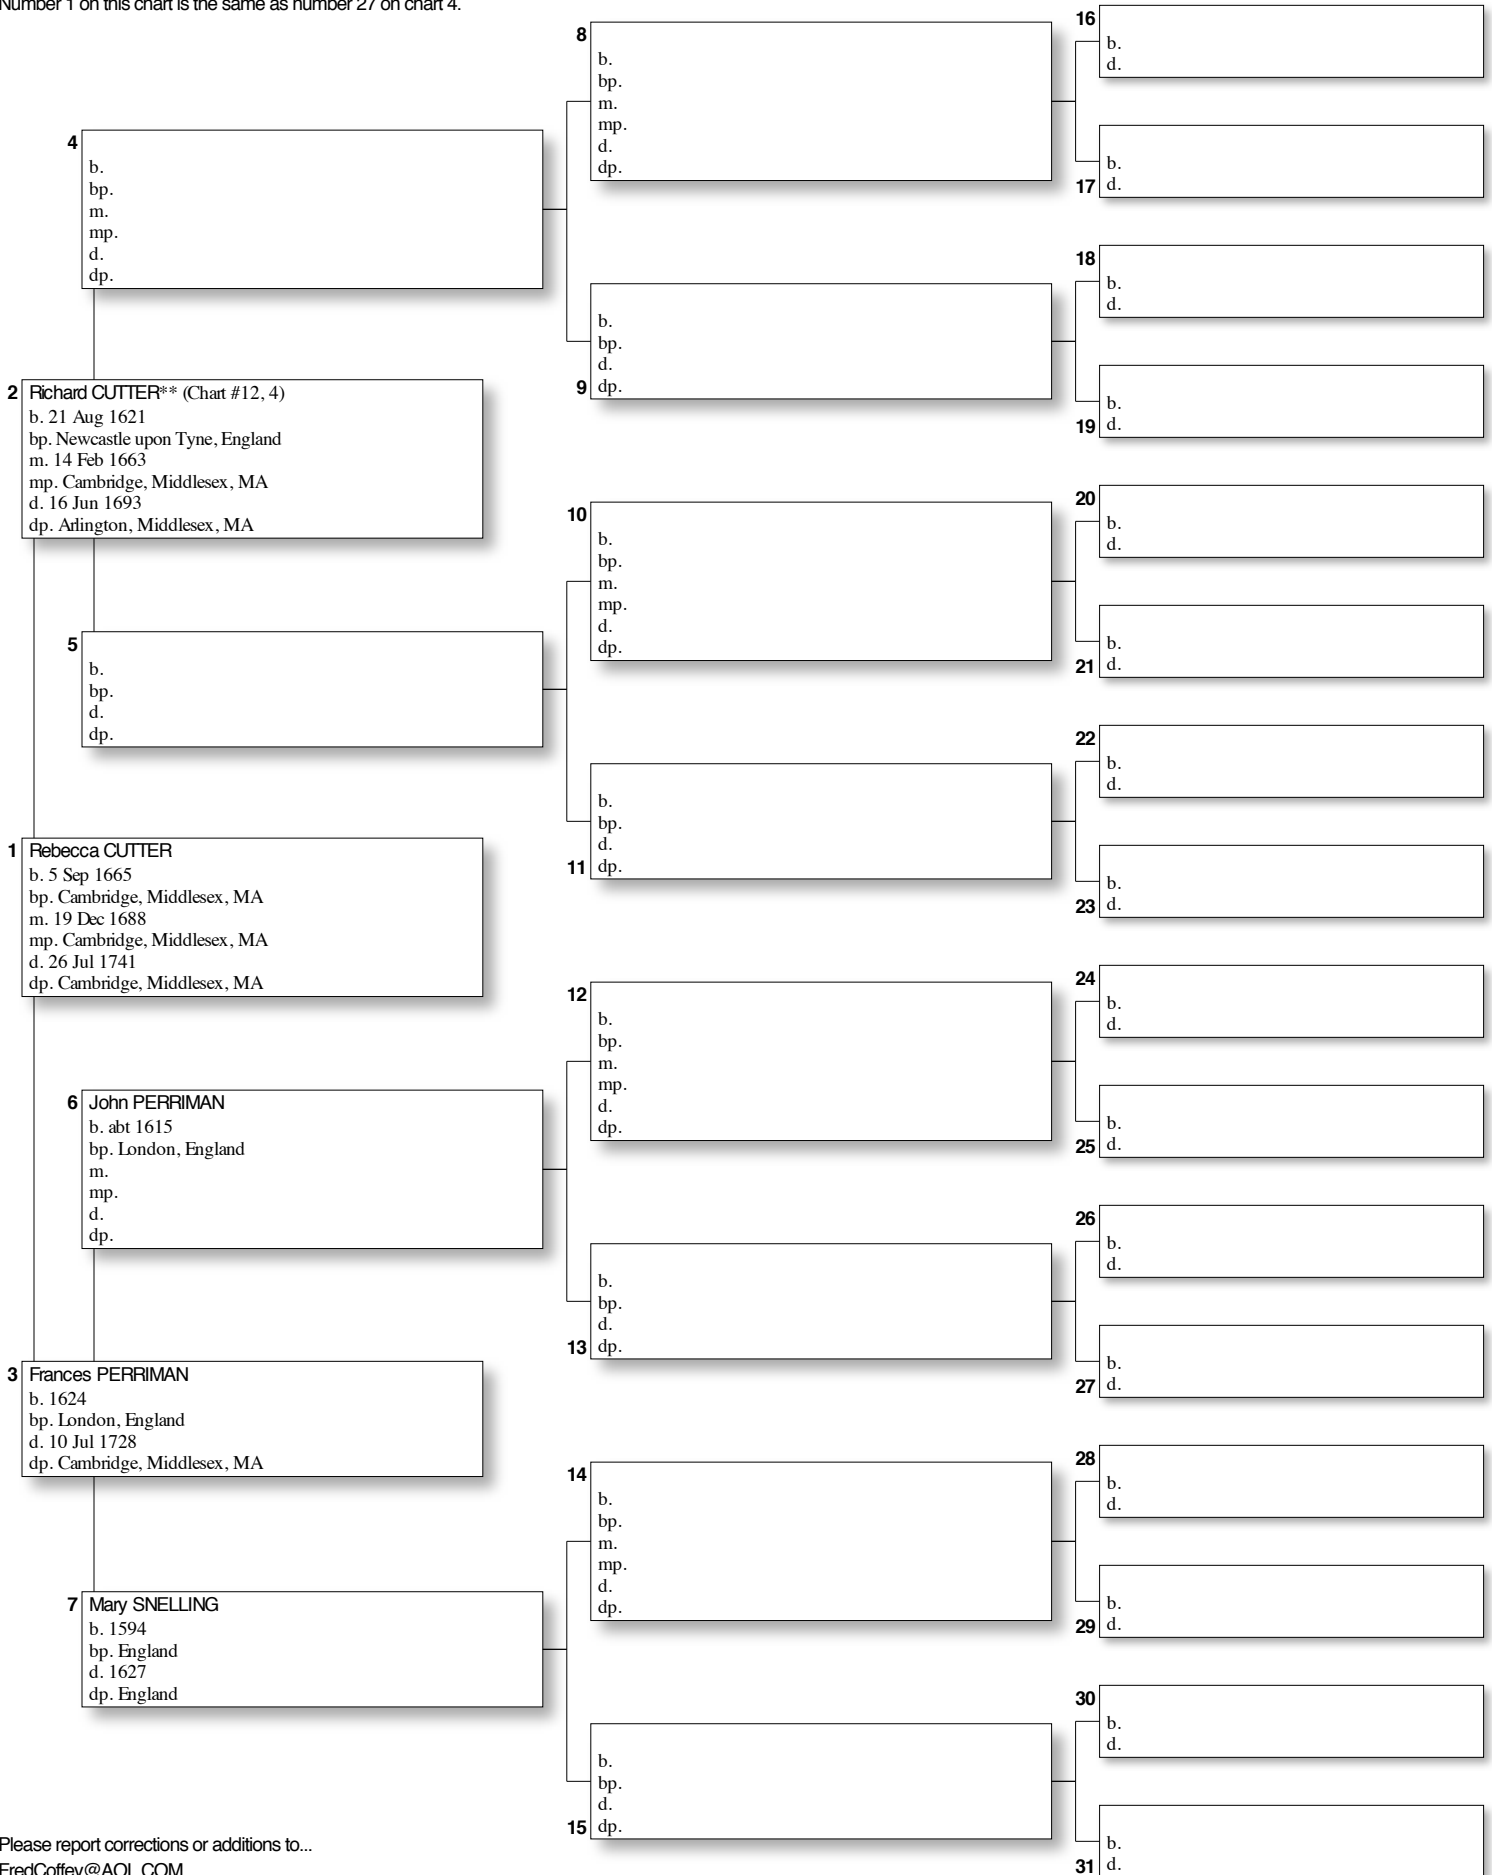 Number 1 on this chart is the same as number 27 on chart 4.
4
b.
bp.
m.
mp.
d.
dp.
2 Richard CUTTER** (Chart #12, 4)
b. 21 Aug 1621
bp. Newcastle upon Tyne, England
m. 14 Feb 1663
mp. Cambridge, Middlesex, MA
d. 16 Jun 1693
dp. Arlington, Middlesex, MA
5
b.
bp.
d.
dp.
1 Rebecca CUTTER
b. 5 Sep 1665
bp. Cambridge, Middlesex, MA
m. 19 Dec 1688
mp. Cambridge, Middlesex, MA
d. 26 Jul 1741
dp. Cambridge, Middlesex, MA
6 John PERRIMAN
b. abt 1615
bp. London, England
m.
mp.
d.
dp.
3 Frances PERRIMAN
b. 1624
bp. London, England
d. 10 Jul 1728
dp. Cambridge, Middlesex, MA
7 Mary SNELLING
b. 1594
bp. England
d. 1627
dp. England
8
b.
bp.
m.
mp.
d.
dp.
b.
bp.
d.
9 dp.
10
b.
bp.
m.
mp.
d.
dp.
b.
bp.
d.
11 dp.
12
b.
bp.
m.
mp.
d.
dp.
b.
bp.
d.
13 dp.
14
b.
bp.
m.
mp.
d.
dp.
b.
bp.
d.
15 dp.
16
b.
d.
b.
17 d.
18
b.
d.
b.
19 d.
20
b.
d.
b.
21 d.
22
b.
d.
b.
23 d.
24
b.
d.
b.
25 d.
26
b.
d.
b.
27 d.
28
b.
d.
b.
29 d.
30
b.
d.
b.
31 d.
Please report corrections or additions to...
FredCoffey@AOL.COM